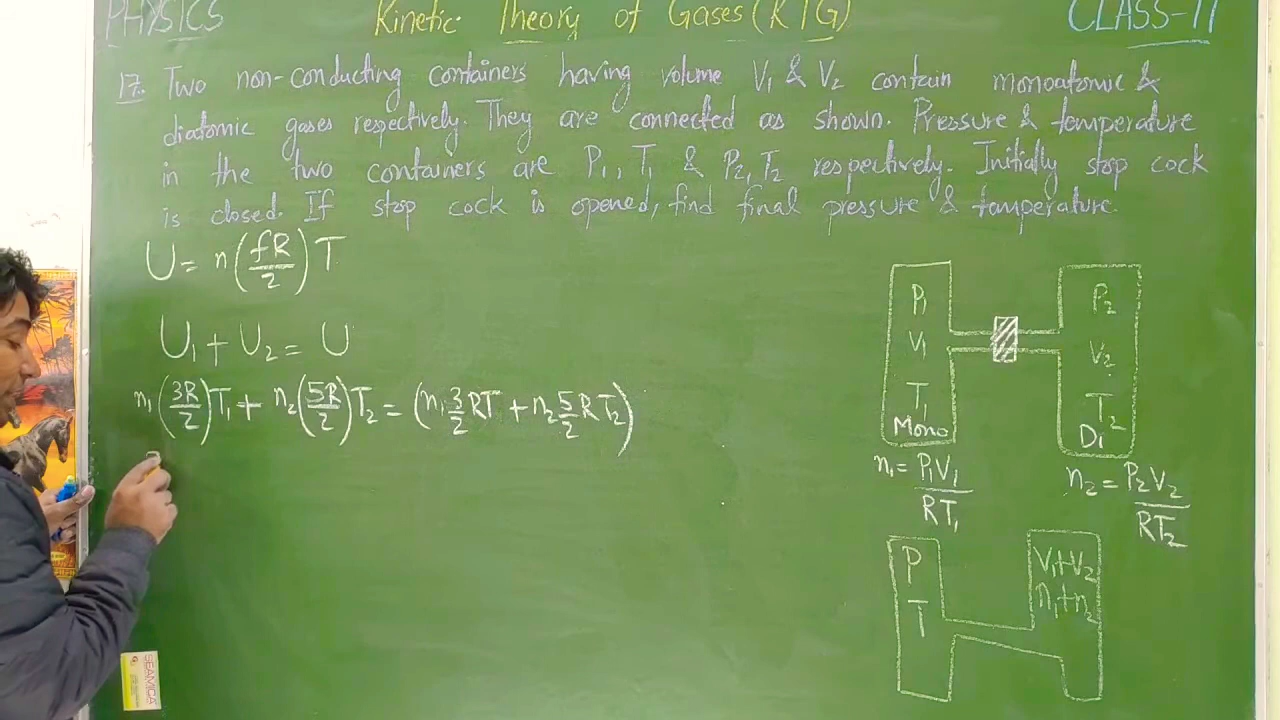 PHYSICS
Kinetic Theory of Gases (KTG)
CLASS-11
17. Two non-conducting containers having volume V₁ & V₂ contain monoatomic &
diatomic gases respectively. They are connected as shown. Pressure & temperature
in the two containers are P₁, T₁ & P₂, T₂ respectively. Initially stop cock
is closed. If stop cock is opened, find final pressure & temperature.
U = n(fR/2)T
U₁ + U₂ = U
n₁(3R/2)T₁ + n₂(5R/2)T₂ = (n₁ 3/2 RT + n₂ 5/2 RT₂)
P₁
V₁
T₁
Mono
P₂
V₂
T₂
Di
n₁ = P₁V₁/RT₁
n₂ = P₂V₂/RT₂
P
T
V₁+V₂
n₁+n₂
SEAMICA